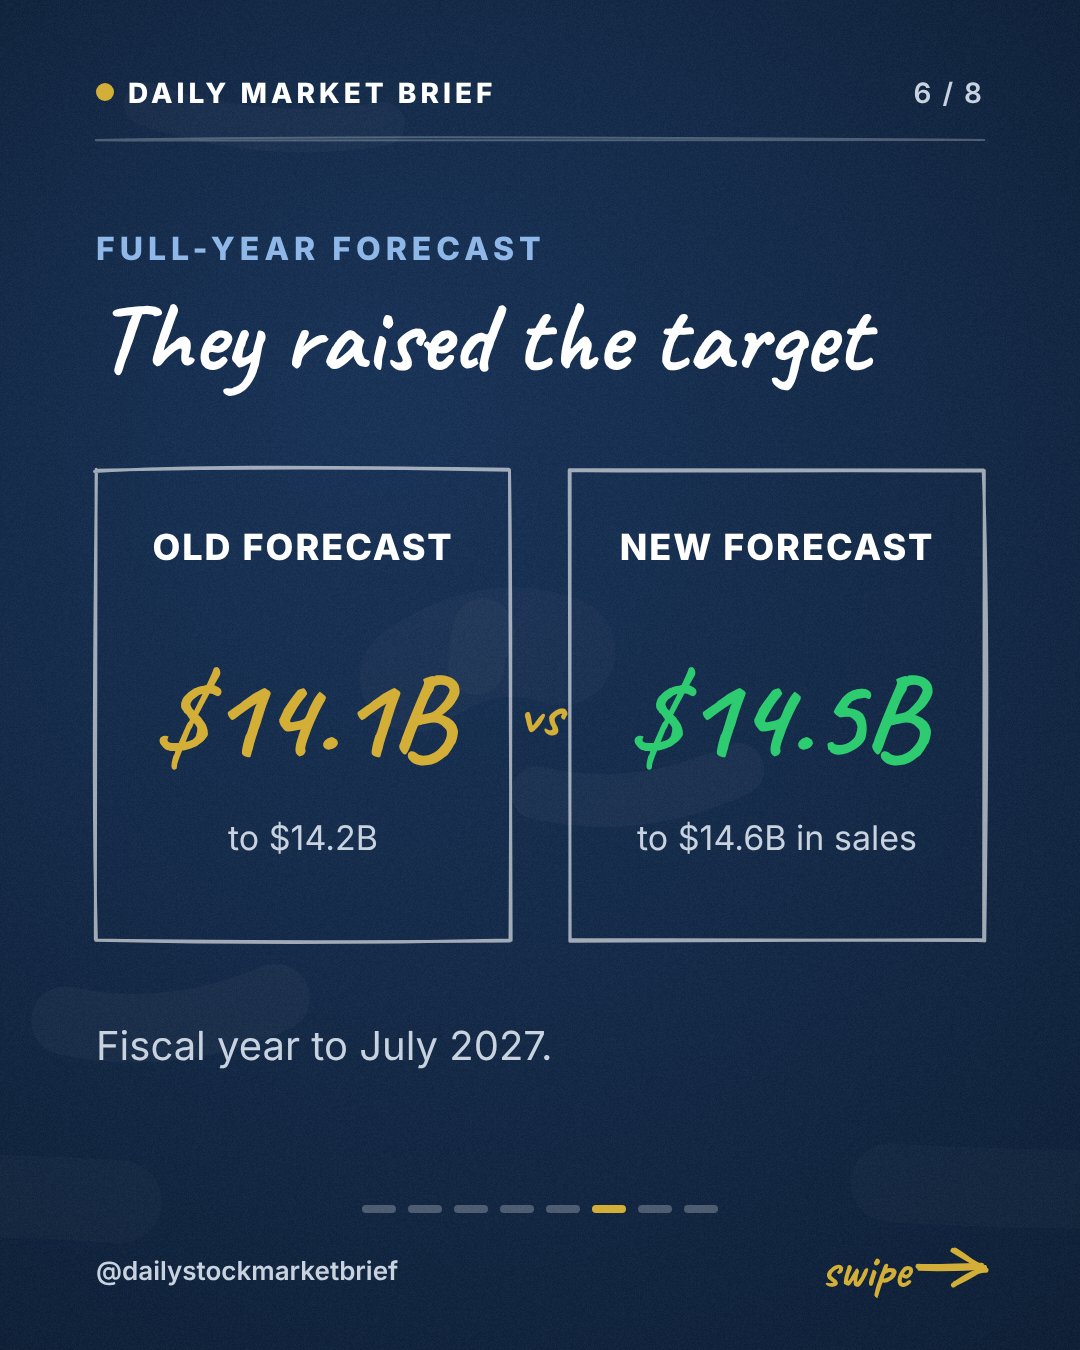 DAILY MARKET BRIEF
6 / 8
FULL-YEAR FORECAST
They raised the target
OLD FORECAST
$14.1B
to $14.2B
vs
NEW FORECAST
$14.5B
to $14.6B in sales
Fiscal year to July 2027.
@dailystockmarketbrief
swipe